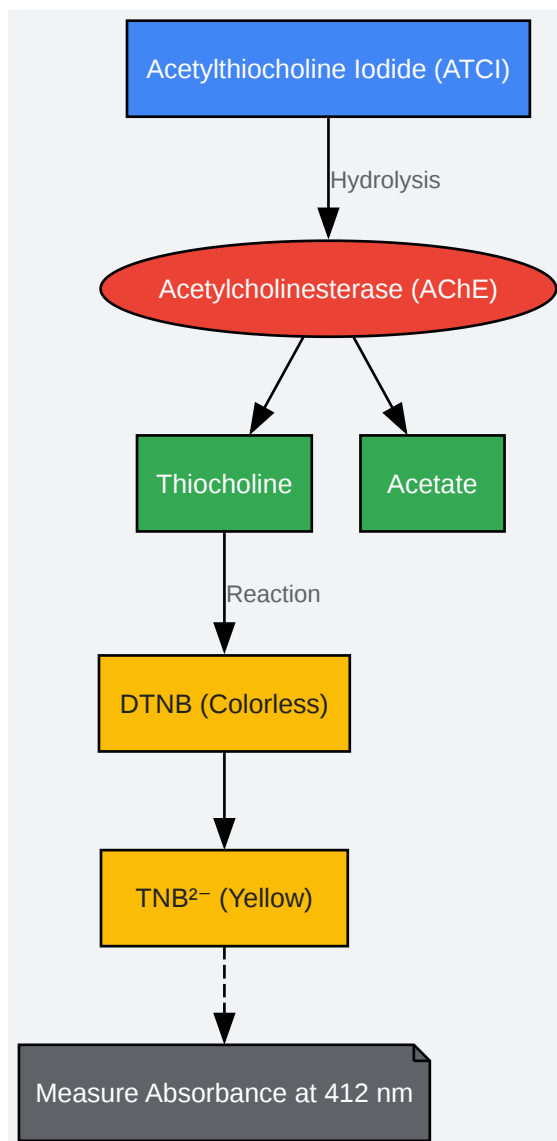 Acetylthiocholine Iodide (ATCI)
Hydrolysis
Acetylcholinesterase (AChE)
Thiocholine
Acetate
Reaction
DTNB (Colorless)
TNB²⁻ (Yellow)
Measure Absorbance at 412 nm